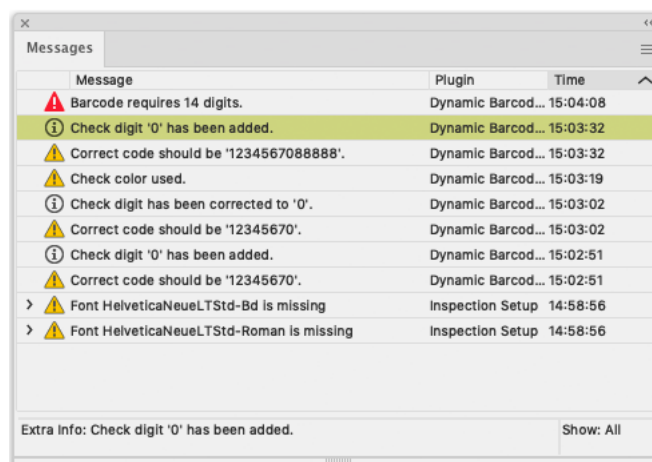 Messages
Message Plugin Time
Barcode requires 14 digits. Dynamic Barcod... 15:04:08
Check digit '0' has been added. Dynamic Barcod... 15:03:32
Correct code should be '1234567088888'. Dynamic Barcod... 15:03:32
Check color used. Dynamic Barcod... 15:03:19
Check digit has been corrected to '0'. Dynamic Barcod... 15:03:02
Correct code should be '12345670'. Dynamic Barcod... 15:03:02
Check digit '0' has been added. Dynamic Barcod... 15:02:51
Correct code should be '12345670'. Dynamic Barcod... 15:02:51
Font HelveticaNeueLTStd-Bd is missing Inspection Setup 14:58:56
Font HelveticaNeueLTStd-Roman is missing Inspection Setup 14:58:56
Extra Info: Check digit '0' has been added. Show: All